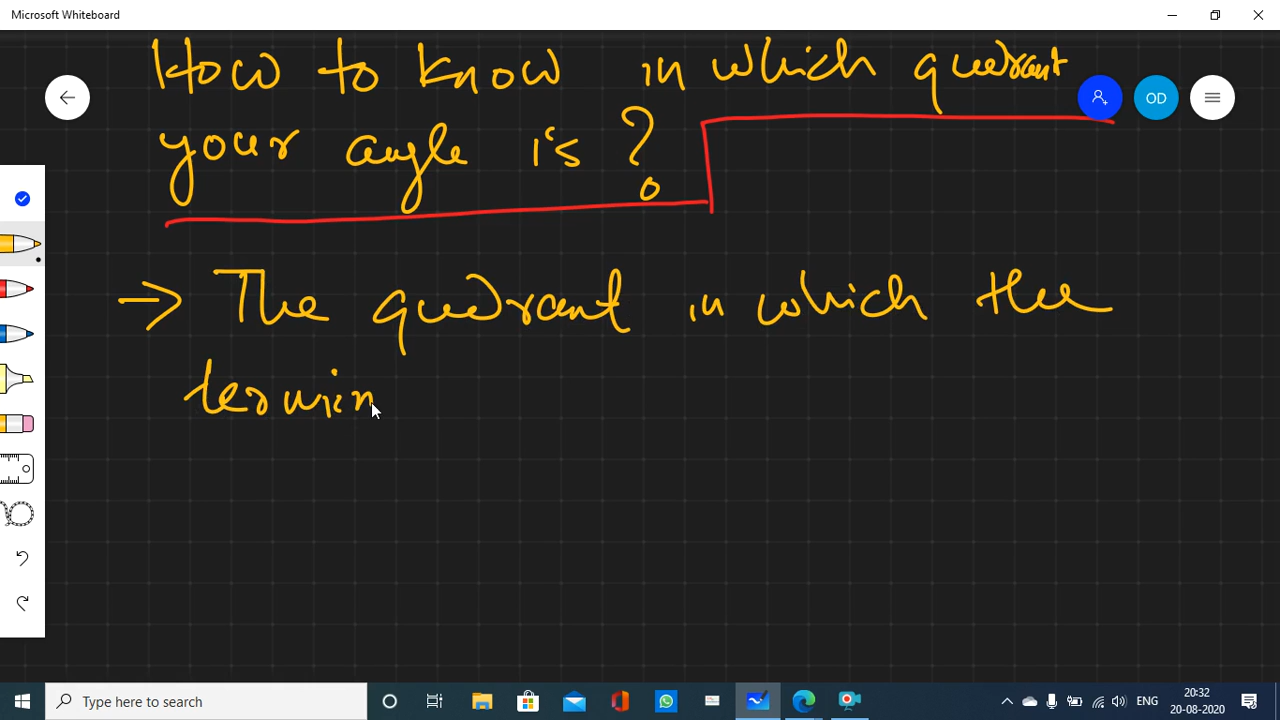 Microsoft Whiteboard
How to know in which quadrant
OD
your angle is ?
→ The quadrant in which the
termin
Type here to search
ENG
20:32
20-08-2020